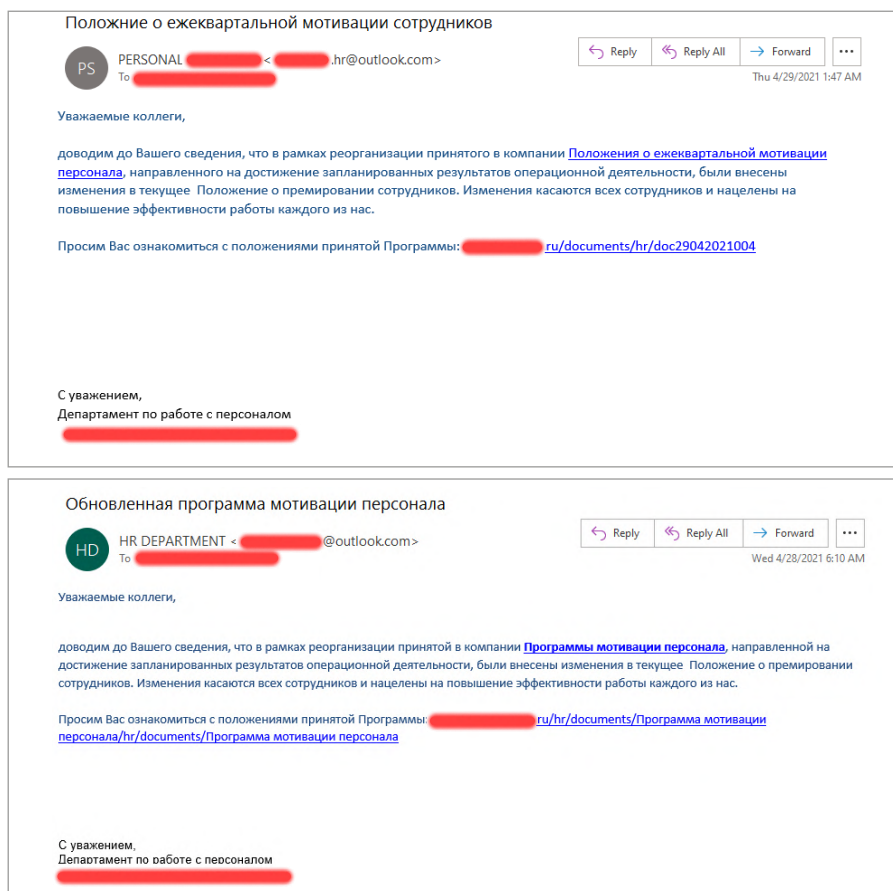 Положние о ежеквартальной мотивации сотрудников
PS
PERSONAL < .hr@outlook.com>
To
Reply Reply All Forward ...
Thu 4/29/2021 1:47 AM
Уважаемые коллеги,
доводим до Вашего сведения, что в рамках реорганизации принятого в компании Положения о ежеквартальной мотивации
персонала, направленного на достижение запланированных результатов операционной деятельности, были внесены
изменения в текущее Положение о премировании сотрудников. Изменения касаются всех сотрудников и нацелены на
повышение эффективности работы каждого из нас.
Просим Вас ознакомиться с положениями принятой Программы: ru/documents/hr/doc29042021004
С уважением,
Департамент по работе с персоналом
Обновленная программа мотивации персонала
HD
HR DEPARTMENT < @outlook.com>
To
Reply Reply All Forward ...
Wed 4/28/2021 6:10 AM
Уважаемые коллеги,
доводим до Вашего сведения, что в рамках реорганизации принятой в компании Программы мотивации персонала, направленной на
достижение запланированных результатов операционной деятельности, были внесены изменения в текущее Положение о премировании
сотрудников. Изменения касаются всех сотрудников и нацелены на повышение эффективности работы каждого из нас.
Просим Вас ознакомиться с положениями принятой Программы: ru/hr/documents/Программа мотивации
персонала/hr/documents/Программа мотивации персонала
С уважением,
Департамент по работе с персоналом